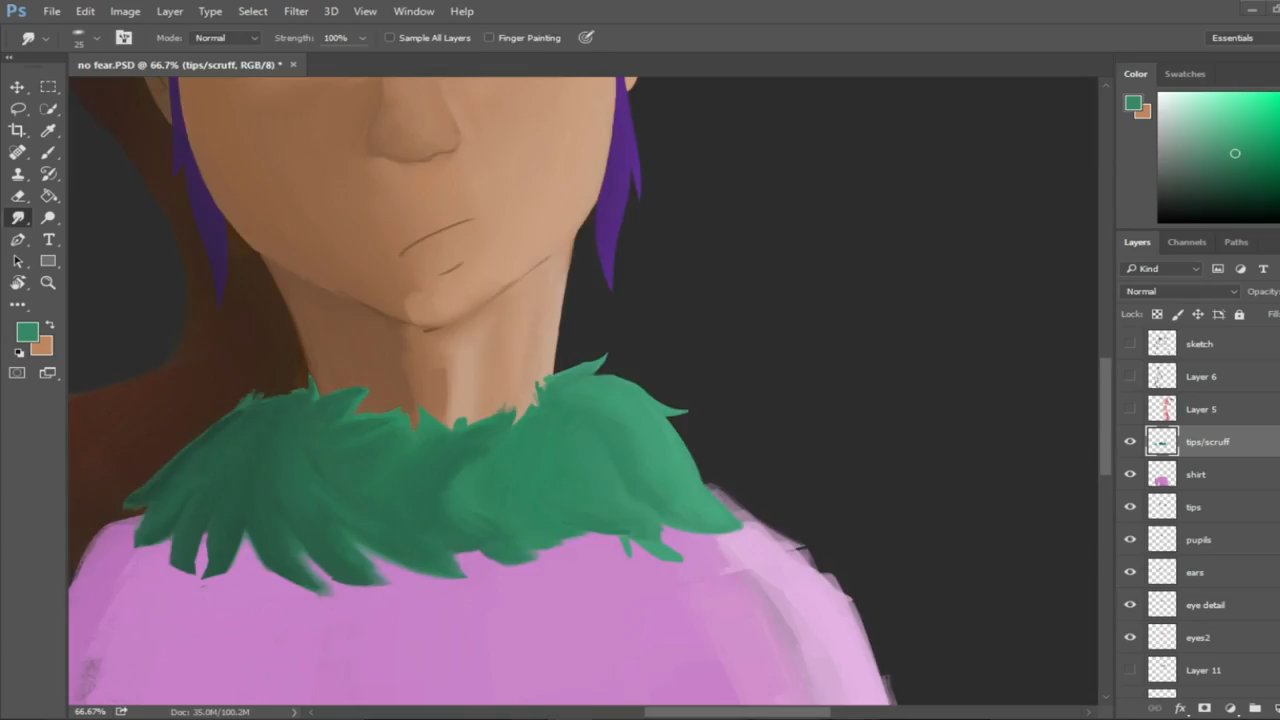 Ps File Edit Image Layer Type Select Filter 3D View Window Help
25 Mode: Normal Strength: 100% Sample All Layers Finger Painting Essentials
no fear.PSD @ 66.7% (tips/scruff, RGB/8) * ×
Color Swatches
Layers Channels Paths
Kind
Normal Opacity
Lock: Fil
sketch
Layer 6
Layer 5
tips/scruff
shirt
tips
pupils
ears
eye detail
eyes2
Layer 11
66.67% Doc: 35.0M/100.2M
fx